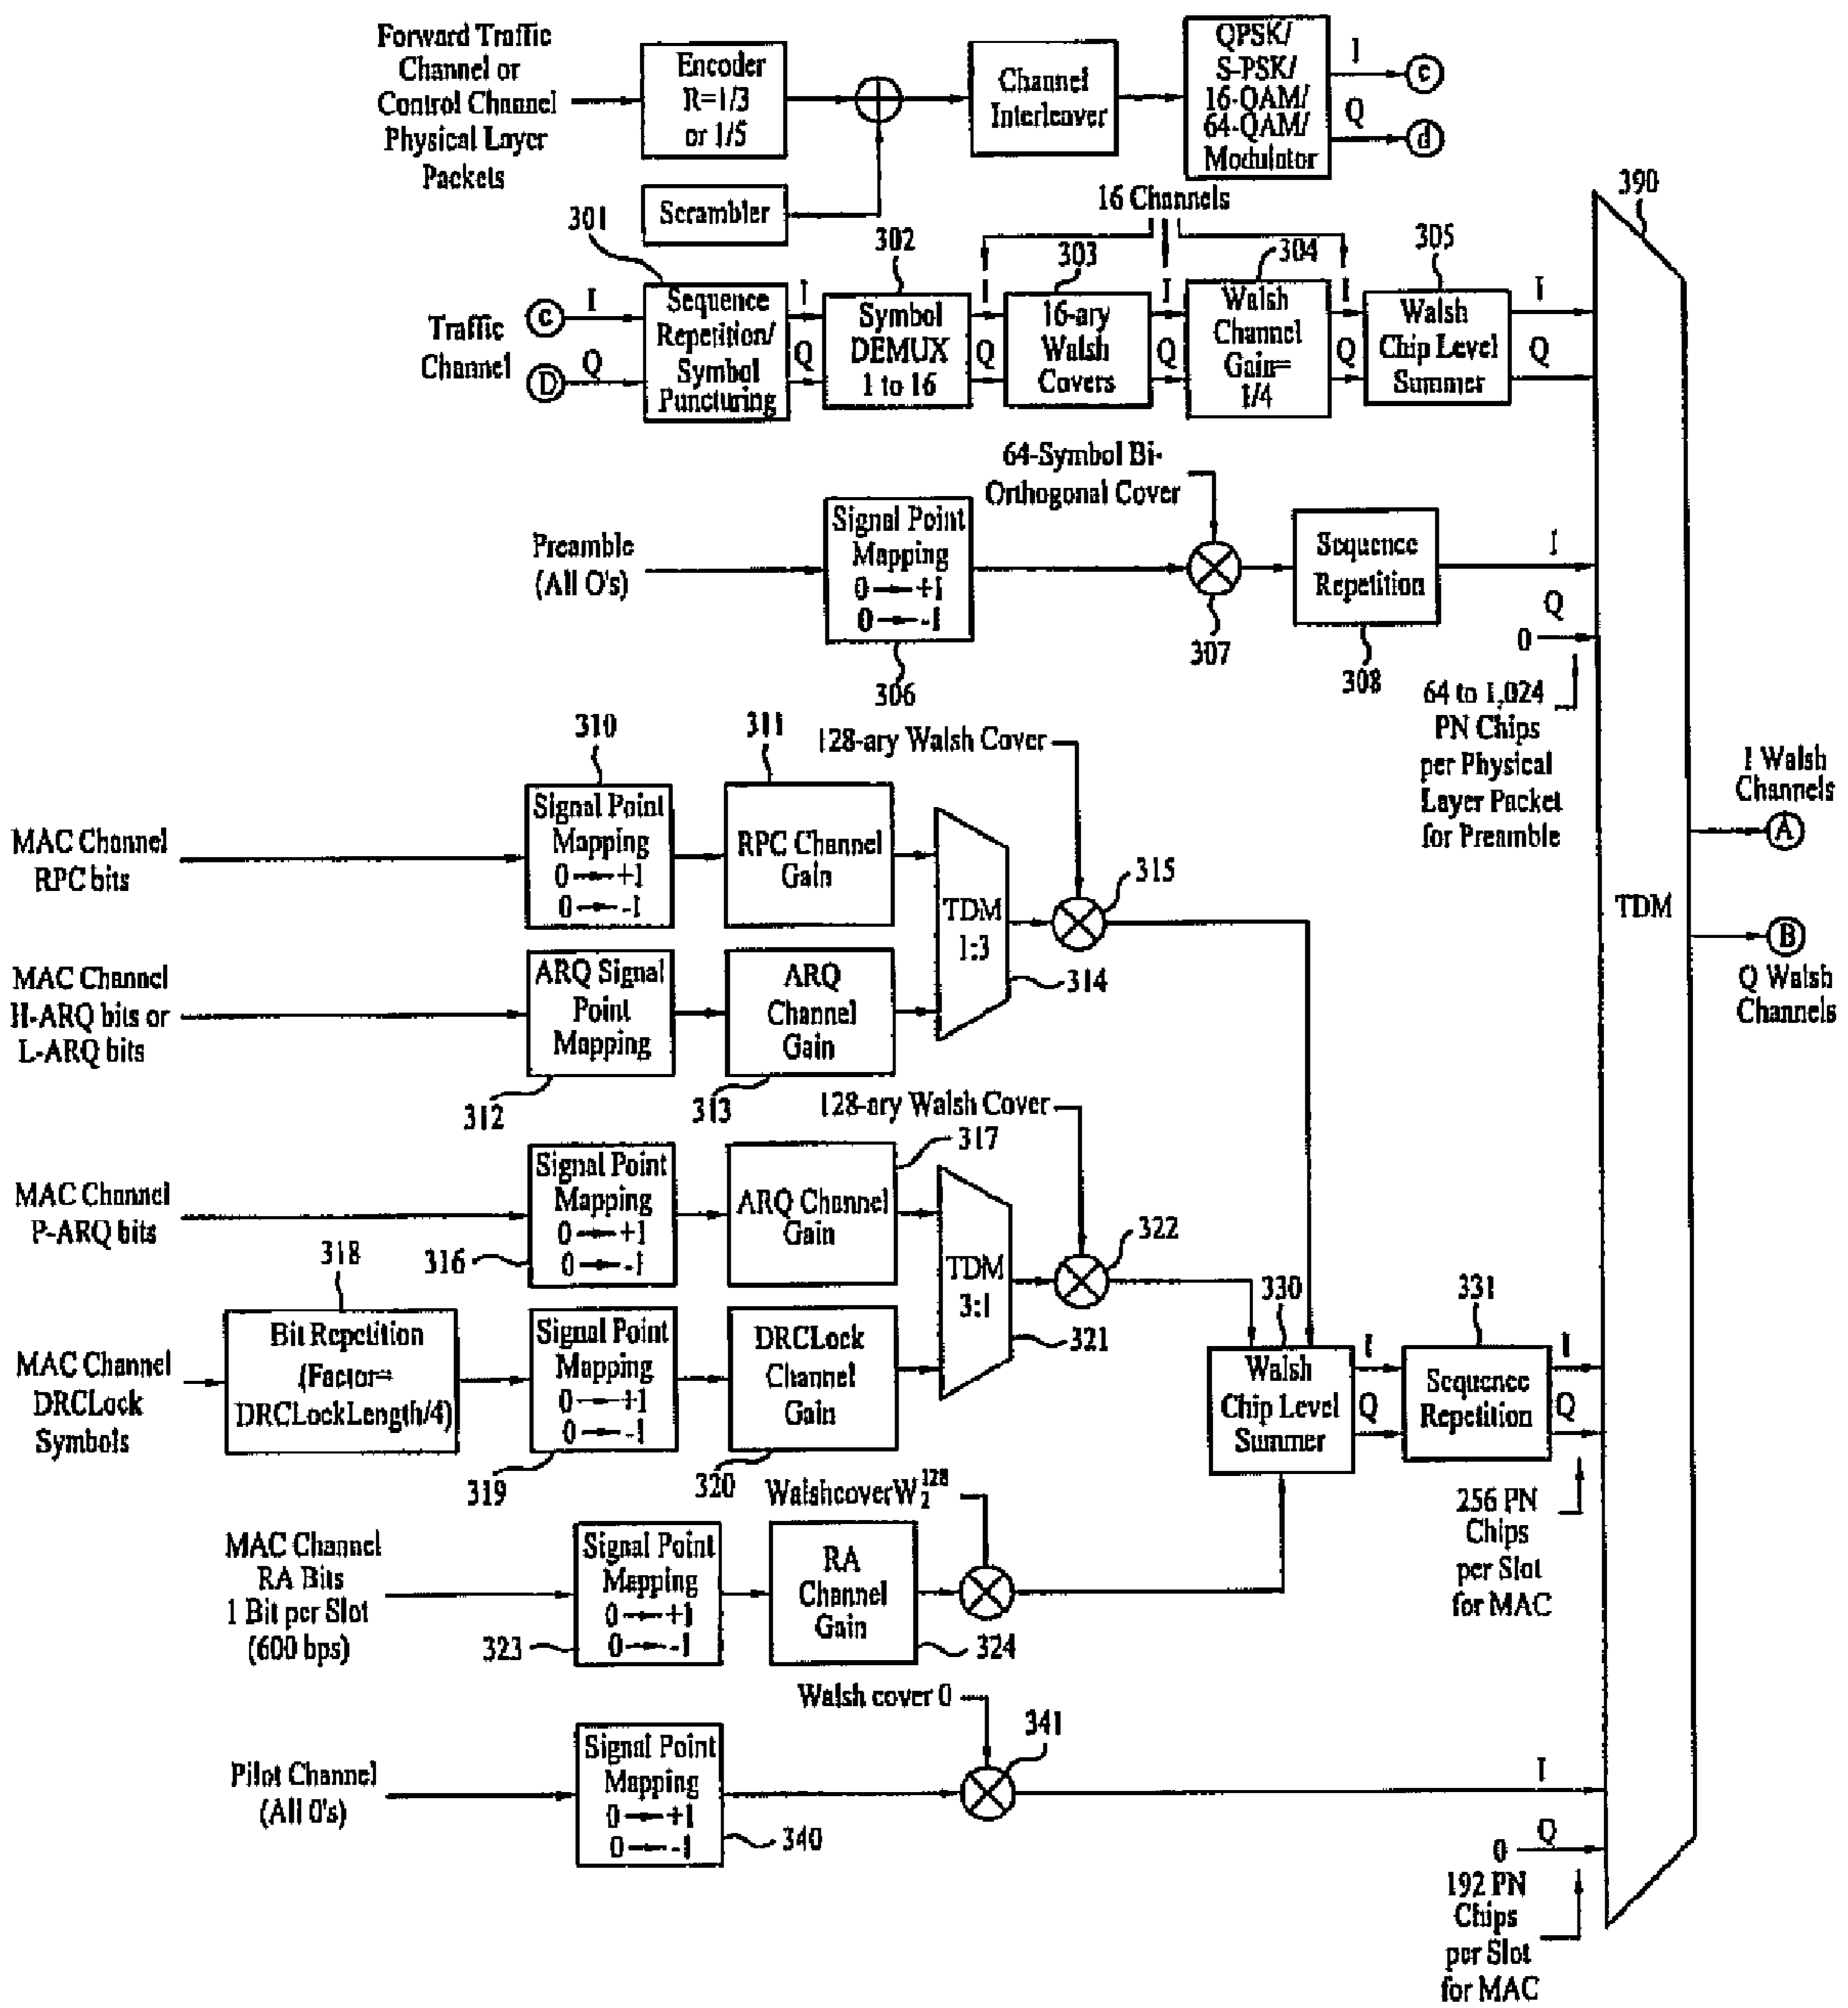 Forward Traffic
Channel or
Control Channel
Physical Layer
Packets
Encoder
R=1/3
or 1/5
Scrambler
Channel
Interleaver
QPSK/
S-PSK/
16-QAM/
64-QAM/
Modulator
I
Q
c
d
16 Channels
390
301
302
303
304
305
Traffic
Channel
c
D
I
Q
Sequence
Repetition/
Symbol
Puncturing
I
Q
Symbol
DEMUX
1 to 16
I
Q
16-ary
Walsh
Covers
I
Q
Walsh
Channel
Gain=
1/4
I
Q
Walsh
Chip Level
Summer
I
Q
64-Symbol Bi-
Orthogonal Cover
Preamble
(All O's)
Signal Point
Mapping
0 → +1
0 → -1
306
307
Sequence
Repetition
308
I
Q
0
64 to 1,024
PN Chips
per Physical
Layer Packet
for Preamble
310
311
128-ary Walsh Cover
MAC Channel
RPC bits
Signal Point
Mapping
0 → +1
0 → -1
RPC Channel
Gain
TDM
1:3
314
315
MAC Channel
H-ARQ bits or
L-ARQ bits
ARQ Signal
Point
Mapping
312
ARQ
Channel
Gain
313
TDM
I Walsh
Channels
A
B
Q Walsh
Channels
128-ary Walsh Cover
317
MAC Channel
P-ARQ bits
Signal Point
Mapping
0 → +1
0 → -1
316
ARQ Channel
Gain
TDM
3:1
321
322
318
MAC Channel
DRCLock
Symbols
Bit Repetition
(Factor=
DRCLockLength/4)
Signal Point
Mapping
0 → +1
0 → -1
319
DRCLock
Channel
Gain
320
330
Walsh
Chip Level
Summer
I
Q
331
Sequence
Repetition
I
Q
256 PN
Chips
per Slot
for MAC
WalshcoverW₂¹²⁸
MAC Channel
RA Bits
1 Bit per Slot
(600 bps)
Signal Point
Mapping
0 → +1
0 → -1
323
RA
Channel
Gain
324
Walsh cover 0
341
Pilot Channel
(All 0's)
Signal Point
Mapping
0 → +1
0 → -1
340
I
Q
0
192 PN
Chips
per Slot
for MAC